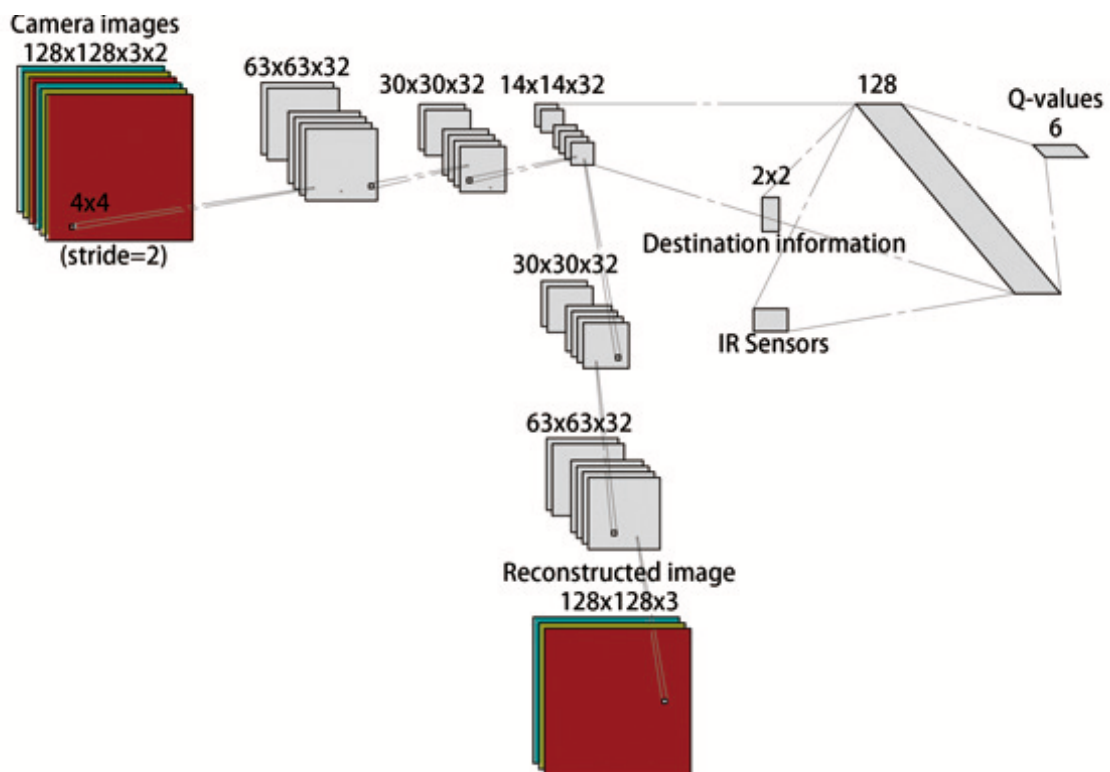 Camera images
128x128x3x2
63x63x32
30x30x32
14x14x32
128
Q-values
6
4x4
(stride=2)
2x2
Destination information
IR Sensors
30x30x32
63x63x32
Reconstructed image
128x128x3